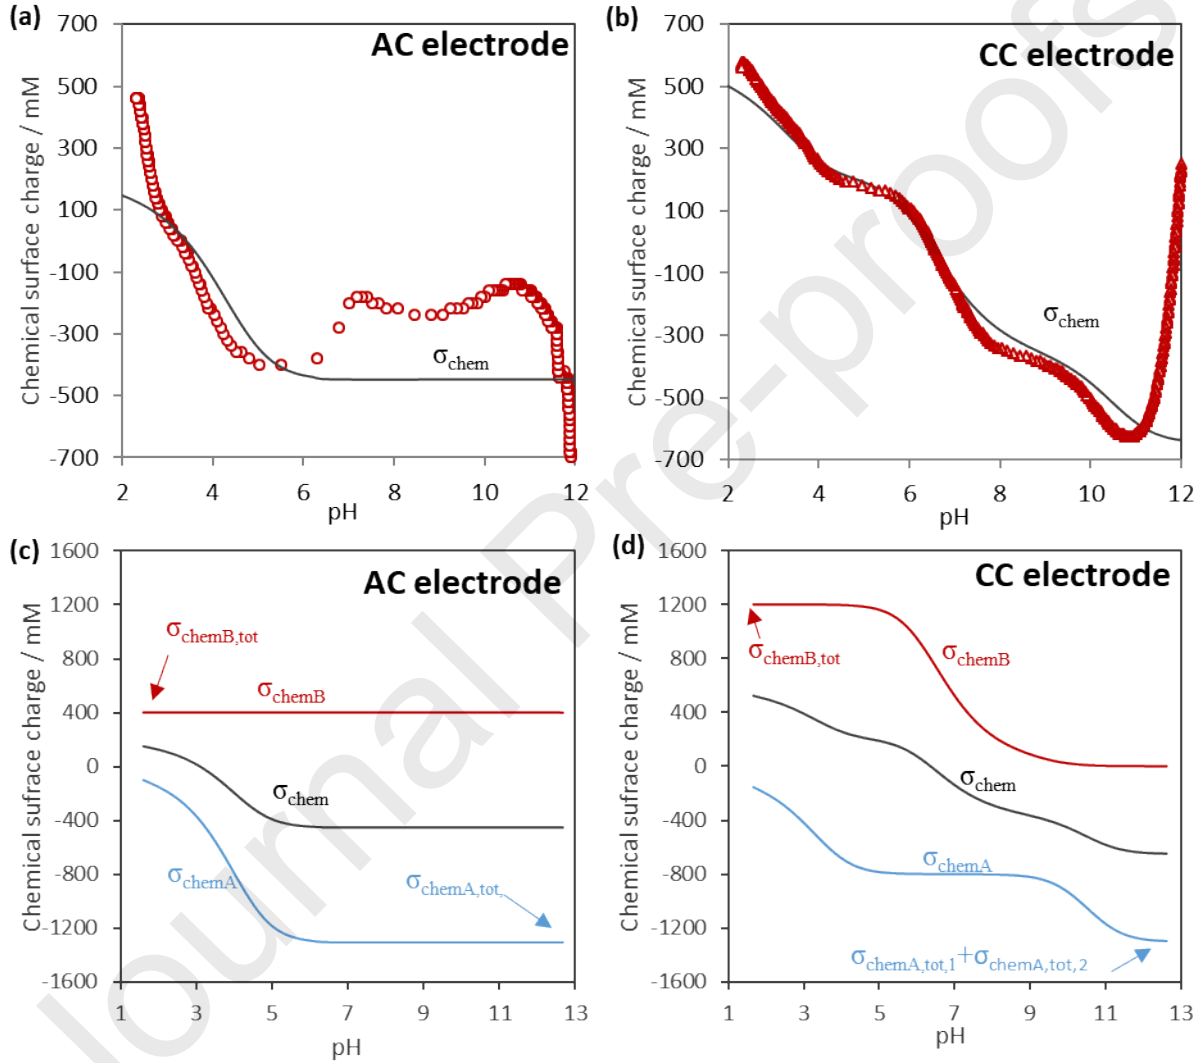 (a)
AC electrode
Chemical surface charge / mM
700
500
300
100
-100
-300
-500
-700
σchem
2 4 6 8 10 12
pH
(b)
CC electrode
Chemical surface charge / mM
700
500
300
100
-100
-300
-500
-700
σchem
2 4 6 8 10 12
pH
(c)
AC electrode
Chemical sufrace charge / mM
1600
1200
800
400
0
-400
-800
-1200
-1600
σchemB,tot
σchemB
σchem
σchemA
σchemA,tot,
1 3 5 7 9 11 13
pH
(d)
CC electrode
Chemical surface charge / mM
1600
1200
800
400
0
-400
-800
-1200
-1600
σchemB,tot
σchemB
σchem
σchemA
σchemA,tot,1+σchemA,tot,2
1 3 5 7 9 11 13
pH
Journal Pre-proofs